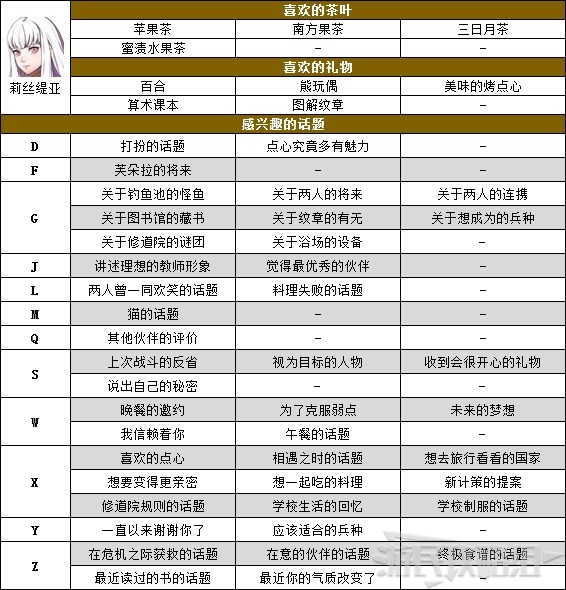 喜欢的茶叶
苹果茶 南方果茶 三日月茶
蜜渍水果茶 – –
莉丝缇亚
喜欢的礼物
百合 熊玩偶 美味的烤点心
算术课本 图解纹章 –
感兴趣的话题
D 打扮的话题 点心究竟多有魅力 –
F 芙朵拉的将来 – –
G 关于钓鱼池的怪鱼 关于两人的将来 关于两人的连携
关于图书馆的藏书 关于纹章的有无 关于想成为的兵种
关于修道院的谜团 关于浴场的设备 –
J 讲述理想的教师形象 觉得最优秀的伙伴 –
L 两人曾一同欢笑的话题 料理失败的话题 –
M 猫的话题 – –
Q 其他伙伴的评价 – –
S 上次战斗的反省 视为目标的人物 收到会很开心的礼物
说出自己的秘密 – –
W 晚餐的邀约 为了克服弱点 未来的梦想
我信赖着你 午餐的话题 –
X 喜欢的点心 相遇之时的话题 想去旅行看看的国家
想要变得更亲密 想一起吃的料理 新计策的提案
修道院规则的话题 学校生活的回忆 学校制服的话题
Y 一直以来谢谢你了 应该适合的兵种 –
Z 在危机之际获救的话题 在意的伙伴的话题 终极食谱的话题
最近读过的书的话题 最近你的气质改变了 –
游民攻略组